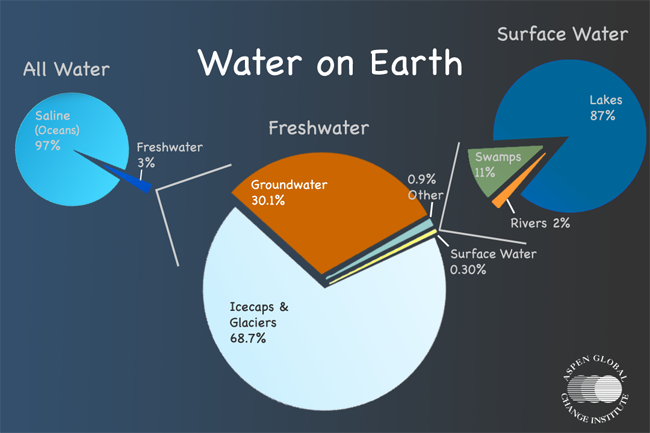 Water on Earth
All Water
Saline
(Oceans)
97%
Freshwater
3%
Freshwater
Groundwater
30.1%
0.9%
Other
Surface Water
0.30%
Icecaps &
Glaciers
68.7%
Surface Water
Lakes
87%
Swamps
11%
Rivers 2%
ASPEN GLOBAL
CHANGE INSTITUTE